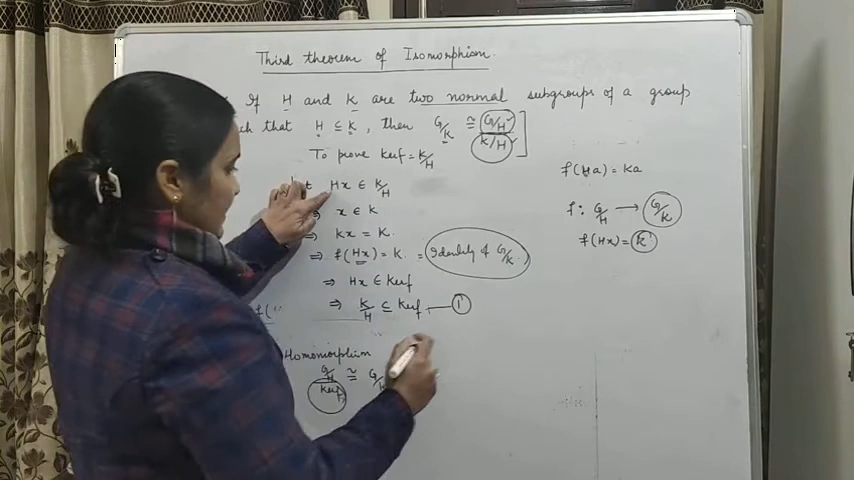 Third theorem of Isomorphism.
If H and K are two normal subgroups of a group
such that H ⊆ K, then G/K ≅ (G/H)/(K/H)
To prove kerf = K/H
Hx ∈ K/H
⇒ x ∈ K
⇒ Kx = K
⇒ f(Hx) = K = Identity of G/K.
⇒ Hx ∈ Kerf
⇒ K/H ⊆ Kerf — 1
f(
Homomorphism
(G/H)/Kerf ≅ G/K
f(Ha) = Ka
f: G/H → G/K
f(Hx) = K